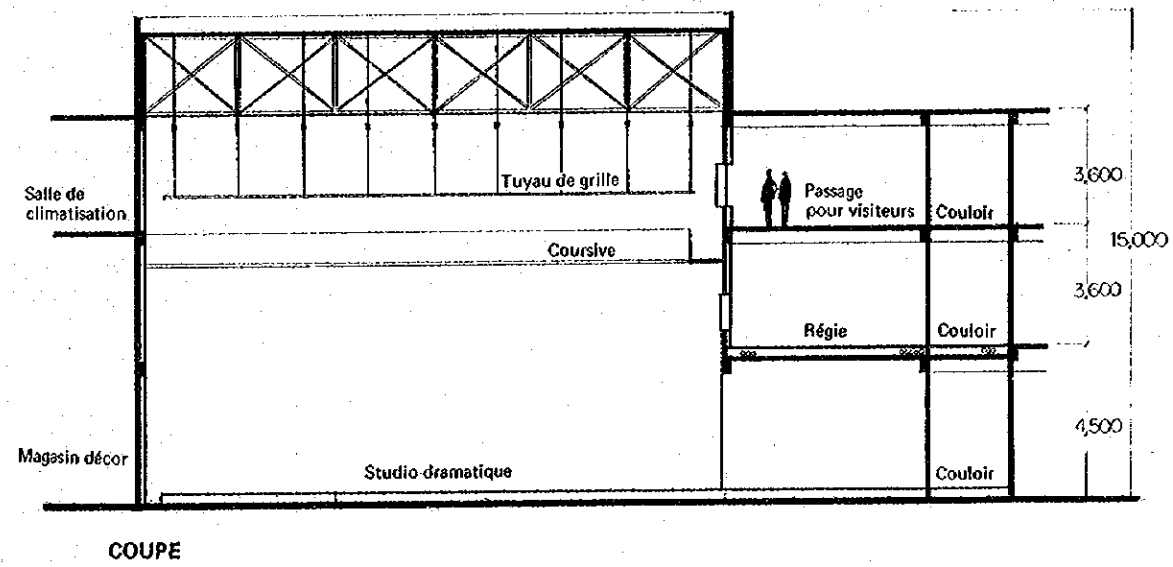 Tuyau de grille
Salle de
climatisation
Passage
pour visiteurs
Couloir
3,600
15,000
Coursive
3,600
Régie
Couloir
4,500
Magasin décor
Studio dramatique
Couloir
COUPE